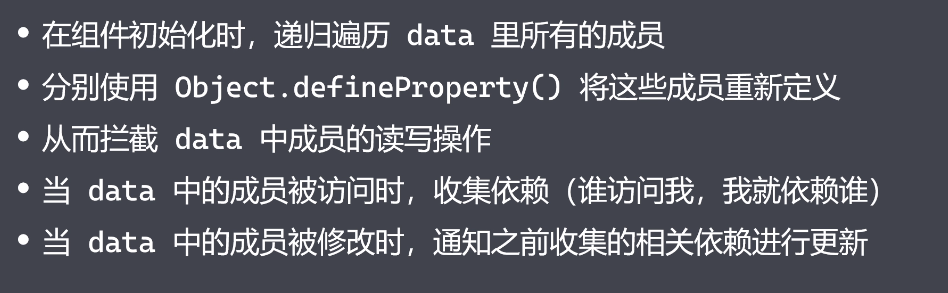 • 在组件初始化时，递归遍历 data 里所有的成员
• 分别使用 Object.defineProperty() 将这些成员重新定义
• 从而拦截 data 中成员的读写操作
• 当 data 中的成员被访问时，收集依赖（谁访问我，我就依赖�）
• 当 data 中的成员被修改时，通知之前收集的相关依赖进行更新